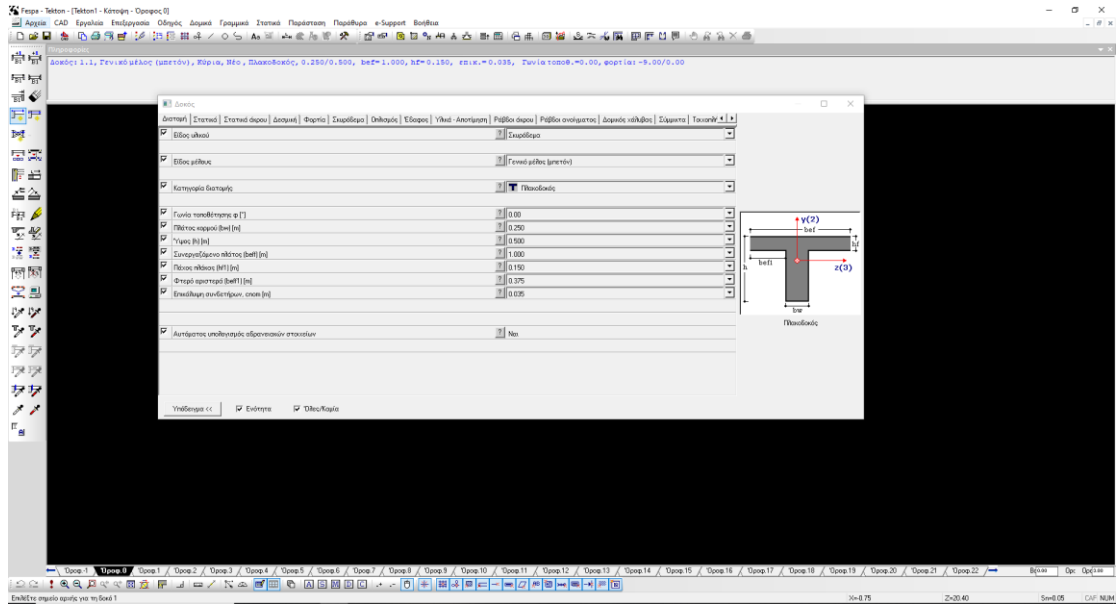 Fespa - Tekton - [Tekton1 - Κάτοψη - Όροφος 0]
Αρχεία CAD Εργαλεία Επεξεργασία Οδηγός Δομικά Γραμμικά Στατικά Παράσταση Παράθυρο e-Support Βοήθεια
Πληροφορίες
Δοκός: 1.1, Γενικό μέλος (μπετόν), Κύρια, Νέο, Πλακοδοκός, 0.250/0.500, bef= 1.000, hf= 0.150, επικ.= 0.035, Γωνία τοποθ.=0.00, φορτία: -9.00/0.00
Δοκός
Διατομή Στατικά Στατικά άκρου Δεσμική Φορτία Σκυρόδεμα Οπλισμός Έδαφος Υλικά - Αποτίμηση Ράβδοι άκρου Ράβδοι ανοίγματος Δομικός χάλυβας Σύμμικτα
Είδος υλικού ? Σκυρόδεμα
Είδος μέλους ? Γενικό μέλος (μπετόν)
Κατηγορία διατομής ? Πλακοδοκός
Γωνία τοποθέτησης φ [°] ? 0.00
Πλάτος κορμού (bw) [m] ? 0.250
Ύψος (h) [m] ? 0.500
Συνεργαζόμενο πλάτος (beff) [m] ? 1.000
Πάχος πλάκας (hf1) [m] ? 0.150
Φτερό αριστερά (beff1) [m] ? 0.375
Επικάλυψη συνδετήρων, cnom [m] ? 0.035
Αυτόματος υπολογισμός αδρανειακών στοιχείων ? Ναι
y(2)
bef
hf
bef1
h
z(3)
bw
Πλακοδοκός
Υπόδειγμα << Ενότητα Όλες/Καμία
Όροφ.-1 Όροφ.0 Όροφ.1 Όροφ.2 Όροφ.3 Όροφ.4 Όροφ.5 Όροφ.6 Όροφ.7 Όροφ.8 Όροφ.9 Όροφ.10 Όροφ.11 Όροφ.12 Όροφ.13 Όροφ.14 Όροφ.15 Όροφ.16 Όροφ.17 Όροφ.18 Όροφ.19 Όροφ.20 Όροφ.21 Όροφ.22
Επιλέξτε σημείο αρχής για τη δοκό 1 X=-0.75 Z=20.40 Sn=0.05 CAP NUM